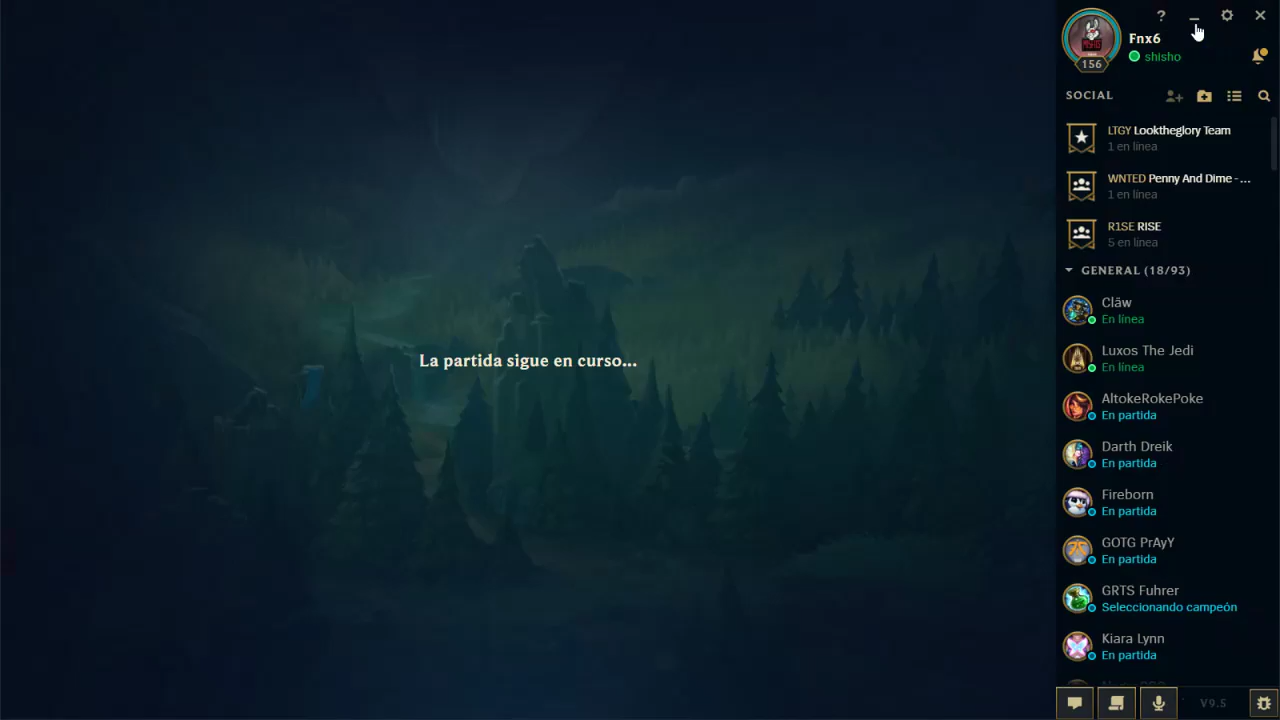 ?
Fnx6
shisho
156
SOCIAL
LTGY Looktheglory Team
1 en línea
WNTED Penny And Dime - ...
1 en línea
R1SE RISE
5 en línea
GENERAL (18/93)
Clãw
En línea
Luxos The Jedi
En línea
AltokeRokePoke
En partida
Darth Dreik
En partida
Fireborn
En partida
GOTG PrAyY
En partida
GRTS Fuhrer
Seleccionando campeón
Kiara Lynn
En partida
V9.5
La partida sigue en curso...